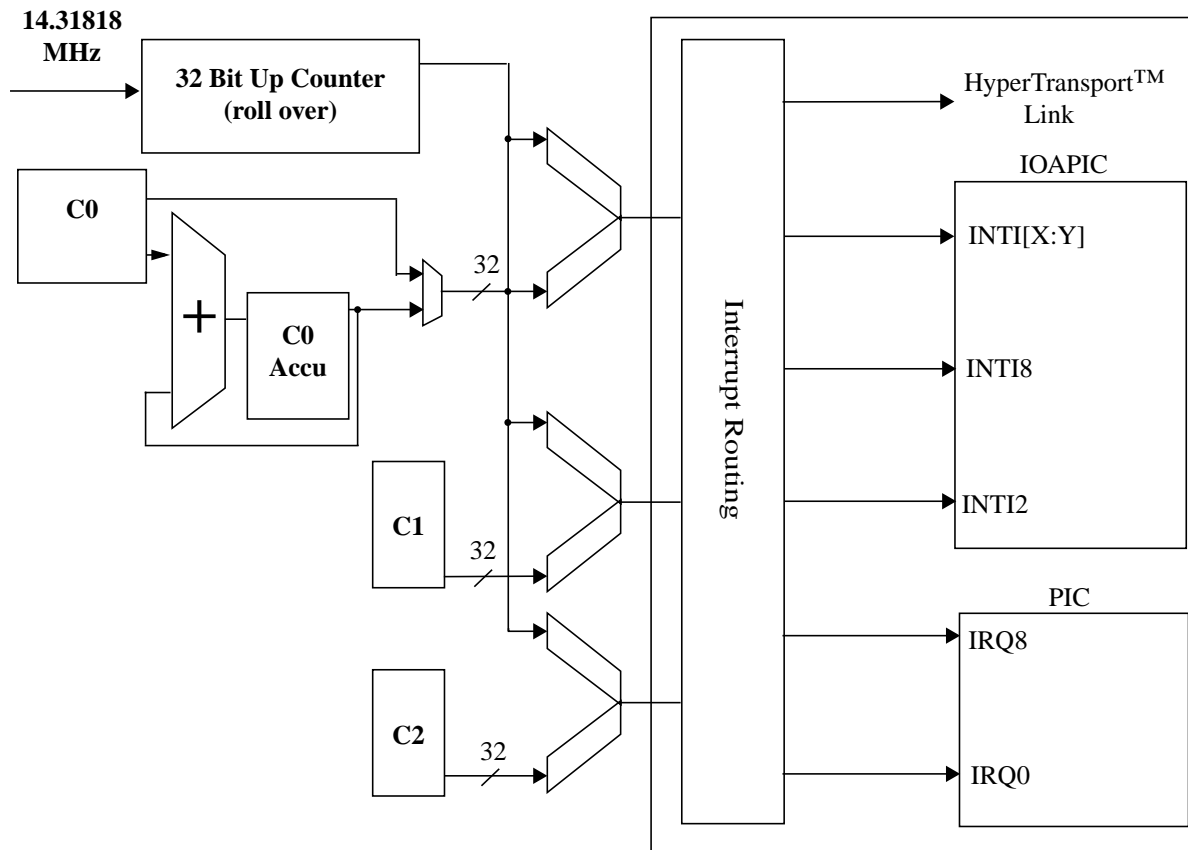 14.31818
MHz
32 Bit Up Counter
(roll over)
HyperTransport™
Link
IOAPIC
C0
INTI[X:Y]
32
+
C0
Accu
Interrupt Routing
INTI8
C1
32
INTI2
PIC
IRQ8
C2
32
IRQ0